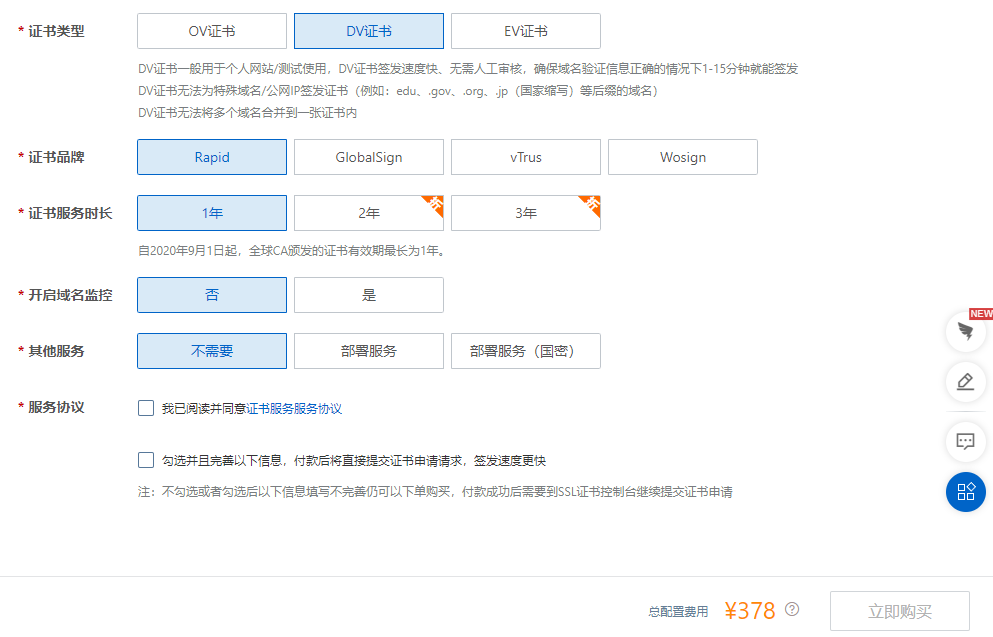 * 证书类型 OV证书 DV证书 EV证书
DV证书一般用于个人网站/测试使用，DV证书签发速度快、无需人工审核，确保域名验证信息正确的情况下1-15分钟就能签发
DV证书无法为特殊域名/公网IP签发证书（例如：edu、.gov、.org、.jp（国家缩写）等后缀的域名）
DV证书无法将多个域名合并到一张证书内
* 证书品牌 Rapid GlobalSign vTrus Wosign
* 证书服务时长 1年 2年 折 3年 折
自2020年9月1日起，全球CA颁发的证书有效期最长为1年。
* 开启域名监控 否 是
NEW
* 其他服务 不需要 部署服务 部署服务（国密）
* 服务协议 我已阅读并同意证书服务服务协议
勾选并且完善以下信息，付款后将直接提交证书申请请求，签发速度更快
注：不勾选或者勾选后以下信息填写不完善仍可以下单购买，付款成功后需要到SSL证书控制台继续提交证书申请
总配置费用 ¥378 ? 立即购买